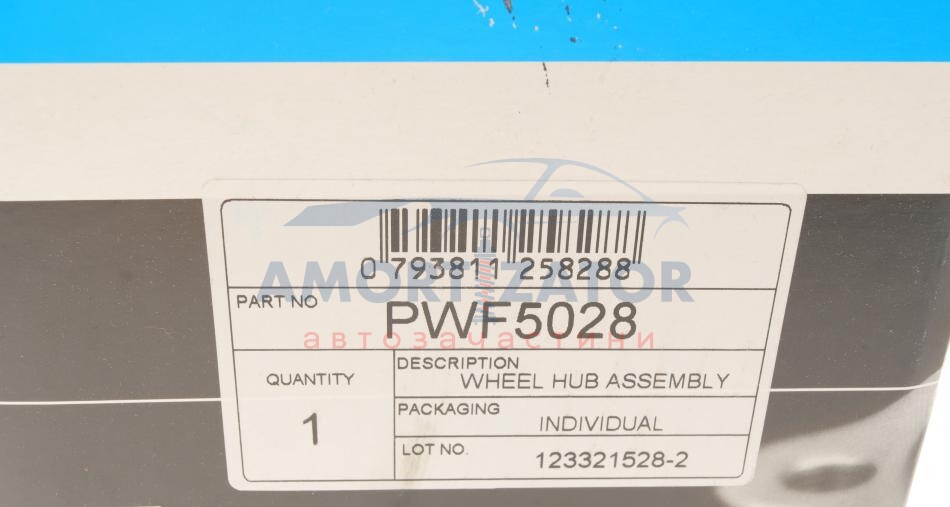 0 793811 258288
AMORTIZATOR
PART NO
PWF5028
автозапчастини
QUANTITY
1
DESCRIPTION
WHEEL HUB ASSEMBLY
PACKAGING
INDIVIDUAL
LOT NO.
123321528-2